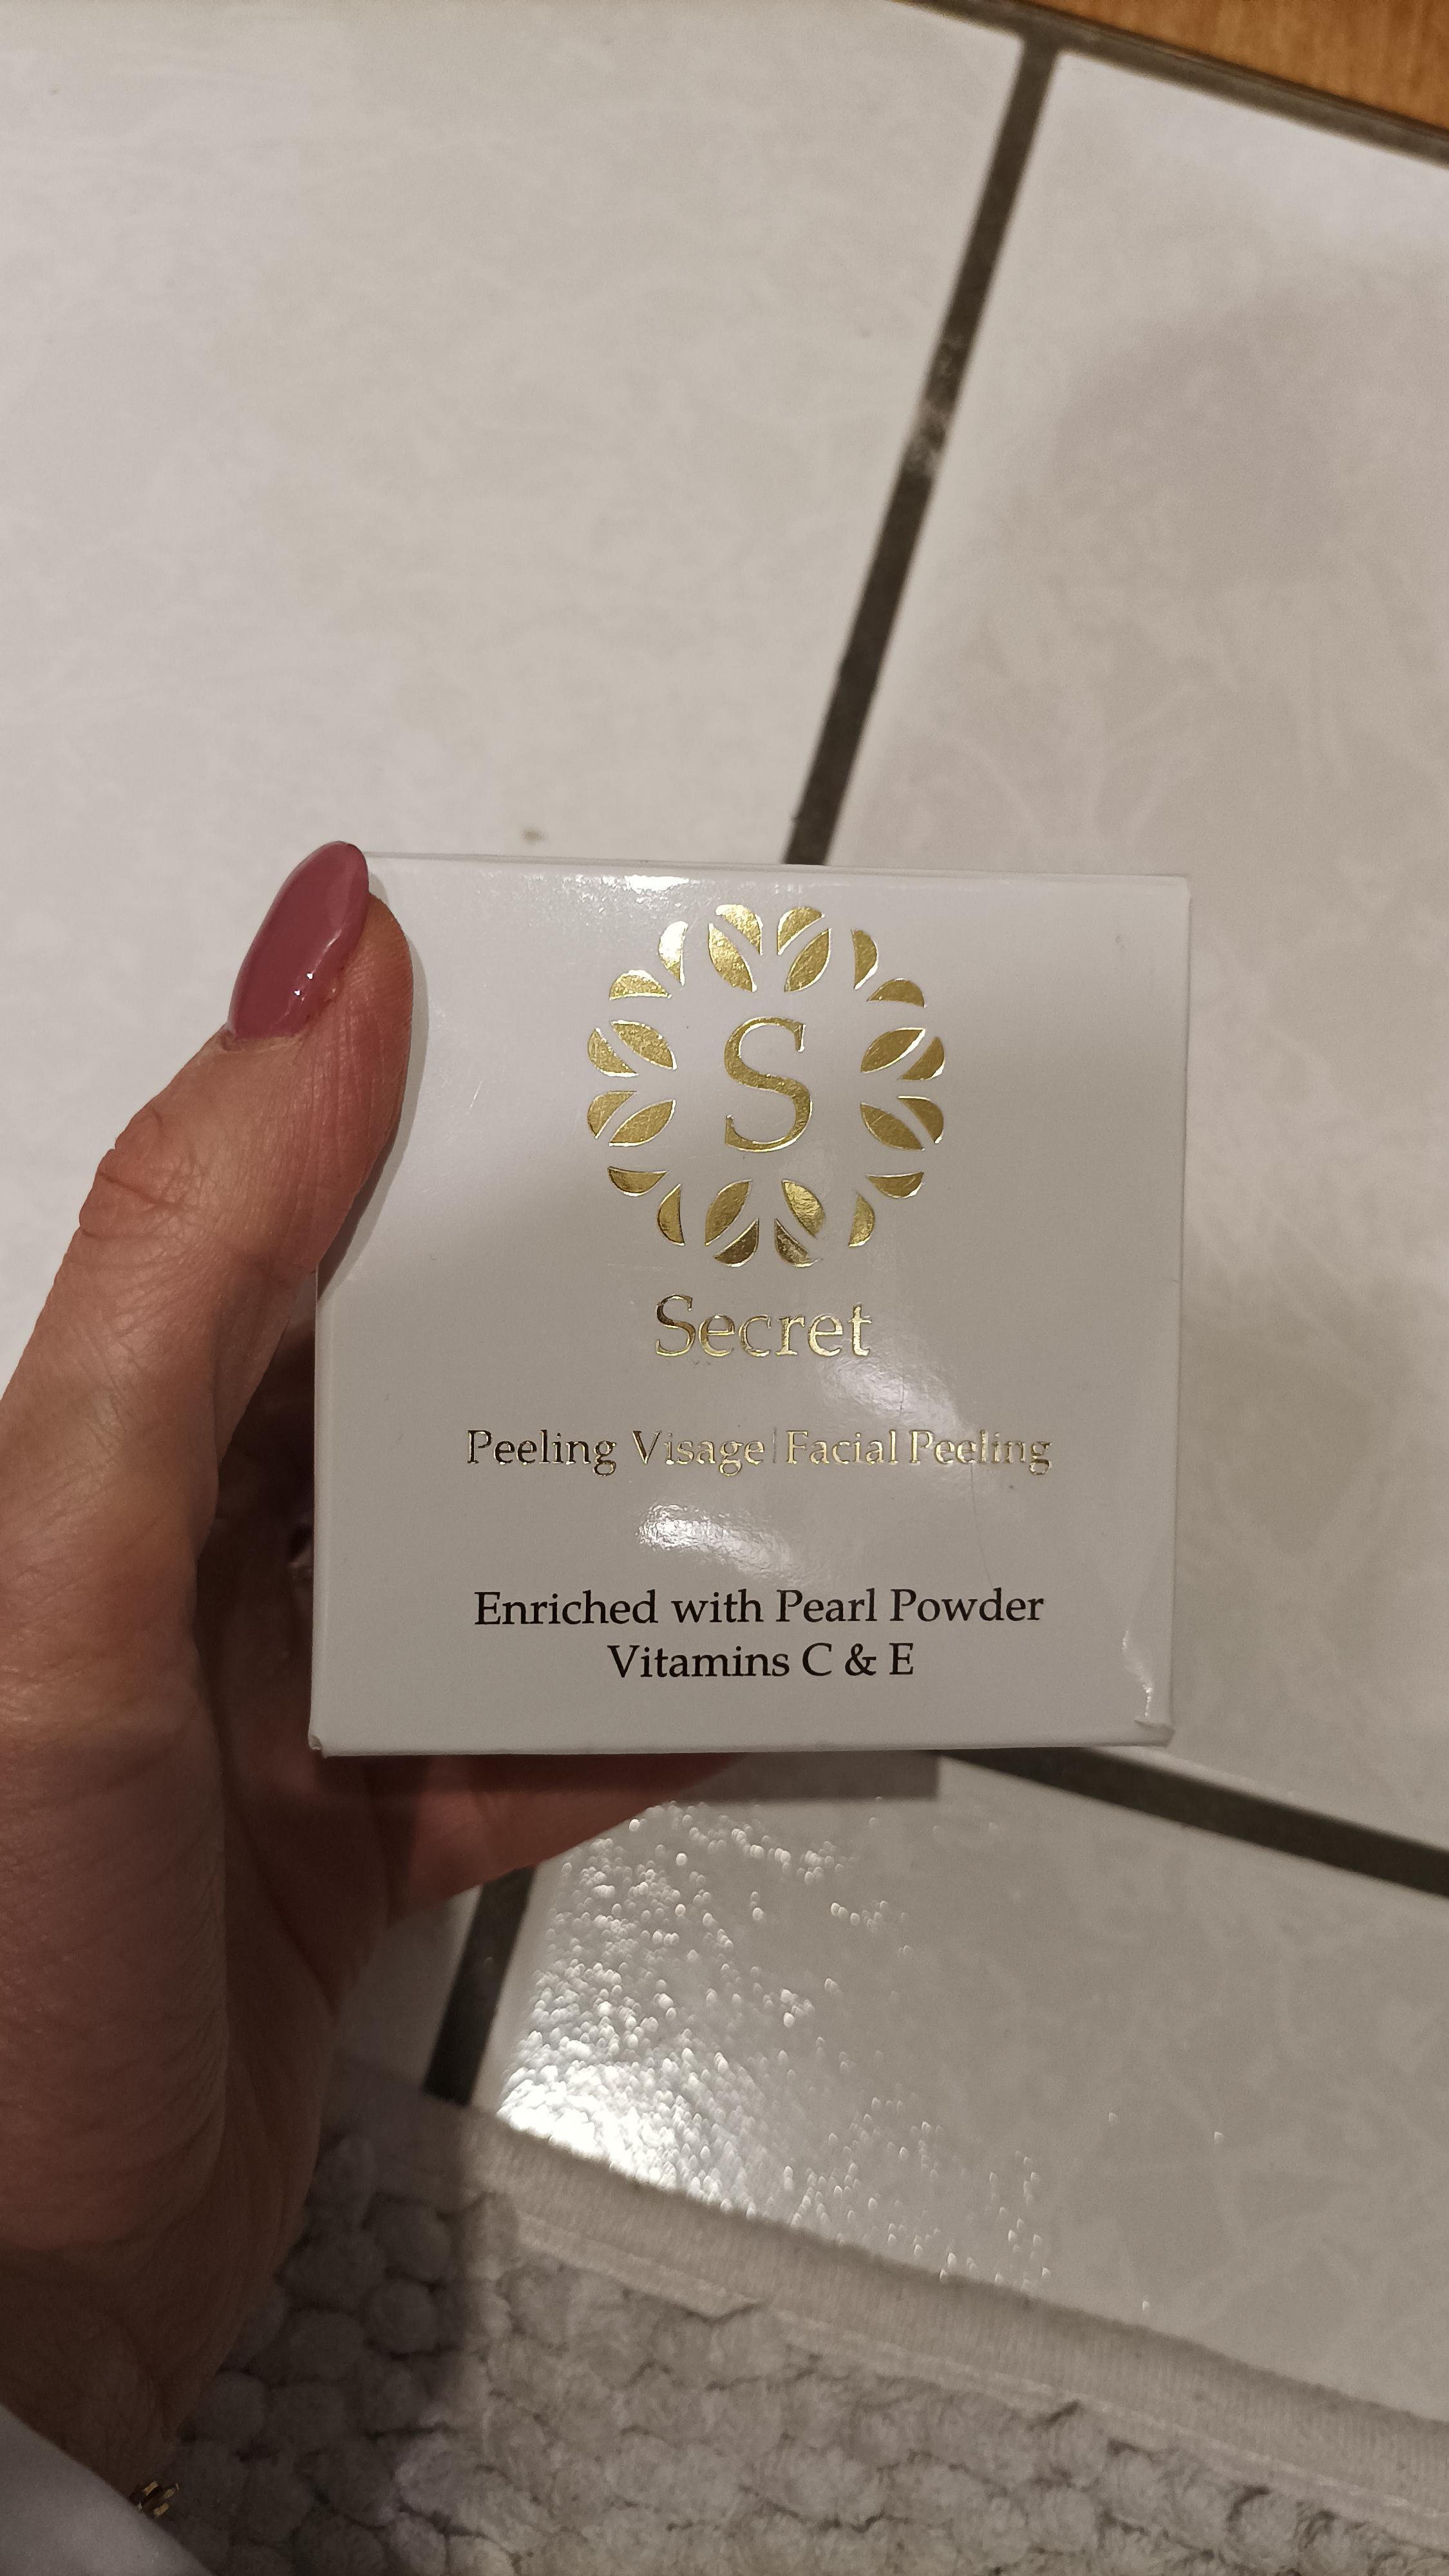 S
Secret
Peeling Visage | Facial Peeling
Enriched with Pearl Powder
Vitamins C & E